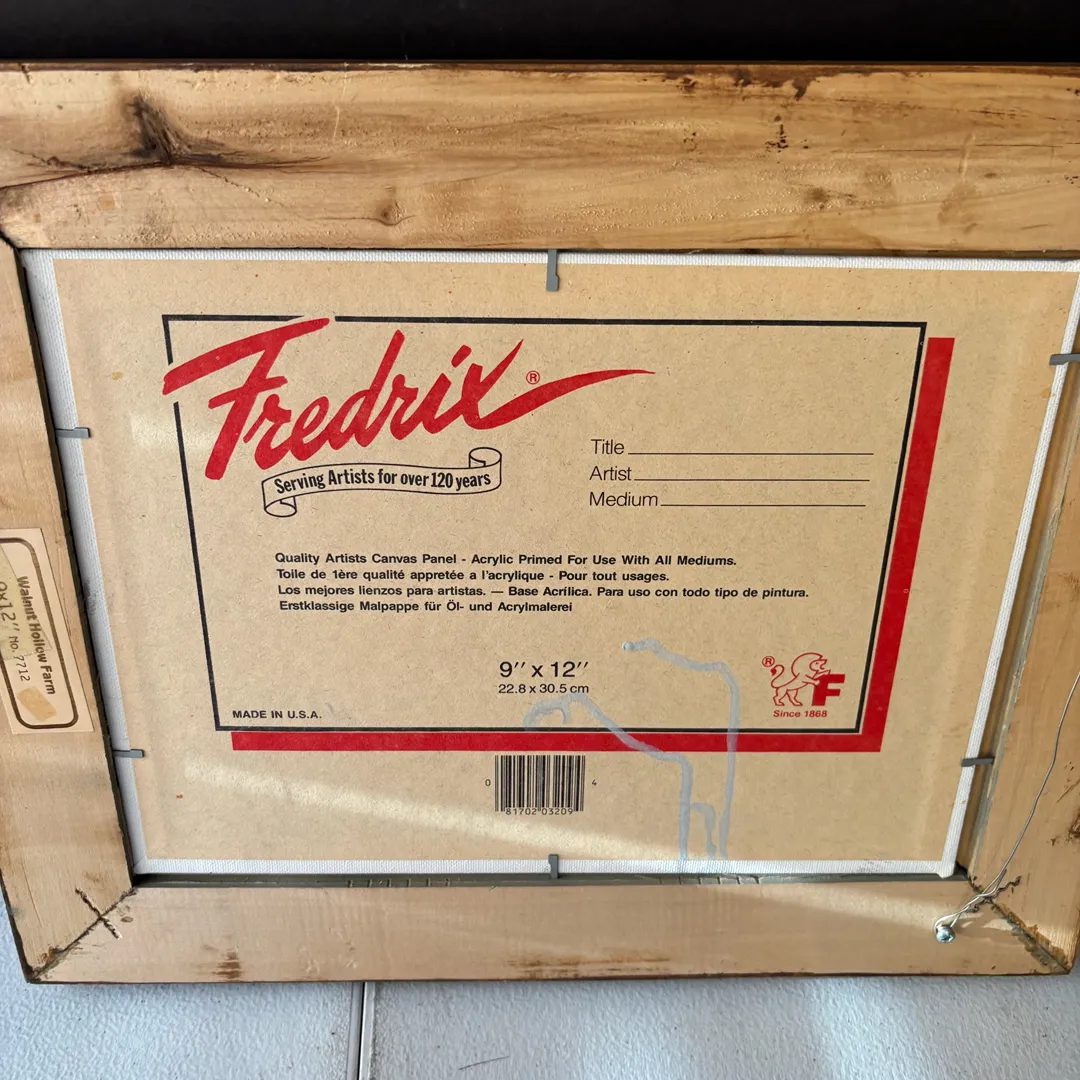 Fredrix®
Serving Artists for over 120 years
Title
Artist
Medium
Quality Artists Canvas Panel - Acrylic Primed For Use With All Mediums.
Toile de 1ère qualité appretée a l'acrylique - Pour tout usages.
Los mejores lienzos para artistas. — Base Acrílica. Para uso con todo tipo de pintura.
Erstklassige Malpappe für Öl- und Acrylmalerei
9″ x 12″
22.8 x 30.5 cm
® F
Since 1868
MADE IN U.S.A.
0 81702 03209 4
Walnut Hollow Farm
9x12" No. 7712